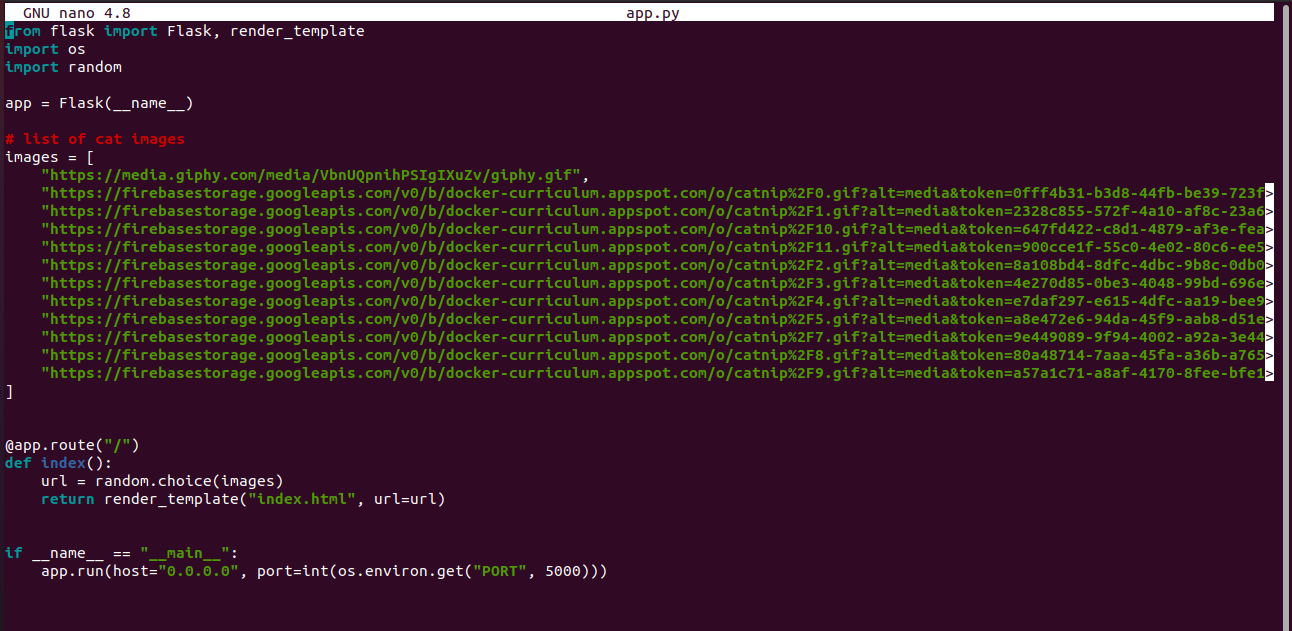 GNU nano 4.8 app.py
from flask import Flask, render_template
import os
import random
app = Flask(__name__)
# list of cat images
images = [
"https://media.giphy.com/media/VbnUQpnihPSIgIXuZv/giphy.gif",
"https://firebasestorage.googleapis.com/v0/b/docker-curriculum.appspot.com/o/catnip%2F0.gif?alt=media&token=0fff4b31-b3d8-44fb-be39-723f>
"https://firebasestorage.googleapis.com/v0/b/docker-curriculum.appspot.com/o/catnip%2F1.gif?alt=media&token=2328c855-572f-4a10-af8c-23a6>
"https://firebasestorage.googleapis.com/v0/b/docker-curriculum.appspot.com/o/catnip%2F10.gif?alt=media&token=647fd422-c8d1-4879-af3e-fea>
"https://firebasestorage.googleapis.com/v0/b/docker-curriculum.appspot.com/o/catnip%2F11.gif?alt=media&token=900cce1f-55c0-4e02-80c6-ee5>
"https://firebasestorage.googleapis.com/v0/b/docker-curriculum.appspot.com/o/catnip%2F2.gif?alt=media&token=8a108bd4-8dfc-4dbc-9b8c-0db0>
"https://firebasestorage.googleapis.com/v0/b/docker-curriculum.appspot.com/o/catnip%2F3.gif?alt=media&token=4e270d85-0be3-4048-99bd-696e>
"https://firebasestorage.googleapis.com/v0/b/docker-curriculum.appspot.com/o/catnip%2F4.gif?alt=media&token=e7daf297-e615-4dfc-aa19-bee9>
"https://firebasestorage.googleapis.com/v0/b/docker-curriculum.appspot.com/o/catnip%2F5.gif?alt=media&token=a8e472e6-94da-45f9-aab8-d51e>
"https://firebasestorage.googleapis.com/v0/b/docker-curriculum.appspot.com/o/catnip%2F7.gif?alt=media&token=9e449089-9f94-4002-a92a-3e44>
"https://firebasestorage.googleapis.com/v0/b/docker-curriculum.appspot.com/o/catnip%2F8.gif?alt=media&token=80a48714-7aaa-45fa-a36b-a765>
"https://firebasestorage.googleapis.com/v0/b/docker-curriculum.appspot.com/o/catnip%2F9.gif?alt=media&token=a57a1c71-a8af-4170-8fee-bfe1>
]
@app.route("/")
def index():
url = random.choice(images)
return render_template("index.html", url=url)
if __name__ == "__main__":
app.run(host="0.0.0.0", port=int(os.environ.get("PORT", 5000)))